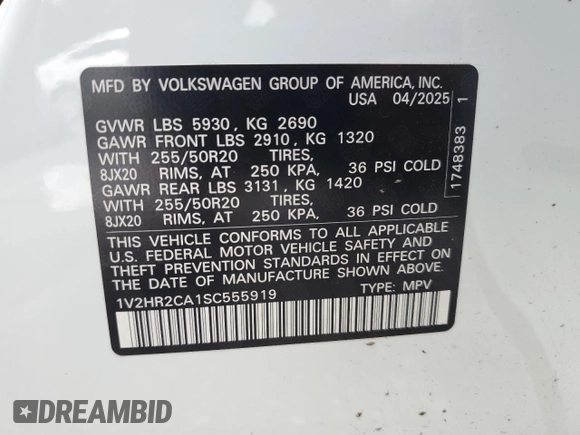 MFD BY VOLKSWAGEN GROUP OF AMERICA, INC.
USA 04/2025
GVWR LBS 5930, KG 2690
GAWR FRONT LBS 2910, KG 1320
WITH 255/50R20 TIRES,
8JX20 RIMS, AT 250 KPA, 36 PSI COLD
GAWR REAR LBS 3131, KG 1420
WITH 255/50R20 TIRES,
8JX20 RIMS, AT 250 KPA, 36 PSI COLD
THIS VEHICLE CONFORMS TO ALL APPLICABLE
U.S. FEDERAL MOTOR VEHICLE SAFETY AND
THEFT PREVENTION STANDARDS IN EFFECT ON
THE DATE OF MANUFACTURE SHOWN ABOVE.
1V2HR2CA1SC555919 TYPE: MPV
1748383 1
DREAMBID